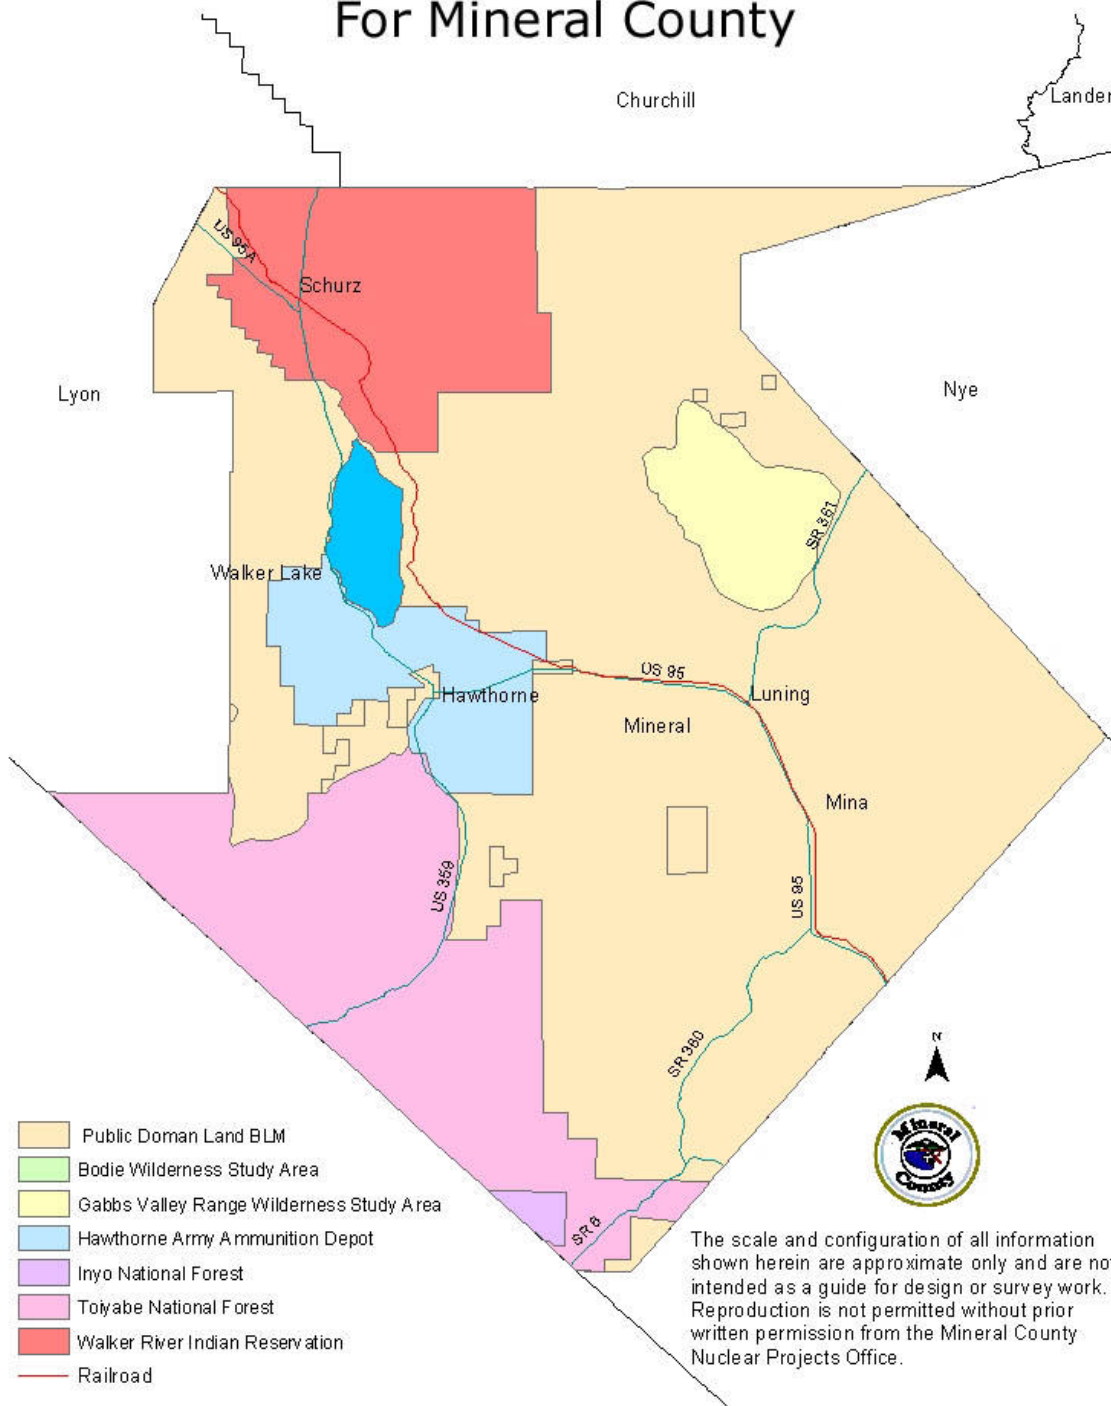 For Mineral County
Churchill
Lander
US 95A
Schurz
Lyon
Nye
SR 361
Walker Lake
US 95
Hawthorne
Luning
Mineral
Mina
US 359
US 95
SR 360
N
Mineral
County
SR 6
Public Doman Land BLM
Bodie Wilderness Study Area
Gabbs Valley Range Wilderness Study Area
Hawthorne Army Ammunition Depot
Inyo National Forest
Toiyabe National Forest
Walker River Indian Reservation
Railroad
The scale and configuration of all information
shown herein are approximate only and are no
intended as a guide for design or survey work.
Reproduction is not permitted without prior
written permission from the Mineral County
Nuclear Projects Office.